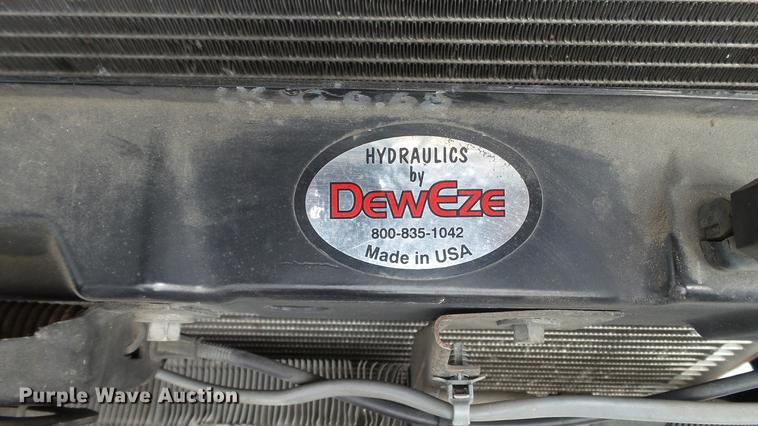 HYDRAULICS
by
DewEze
800-835-1042
Made in USA
Purple Wave Auction